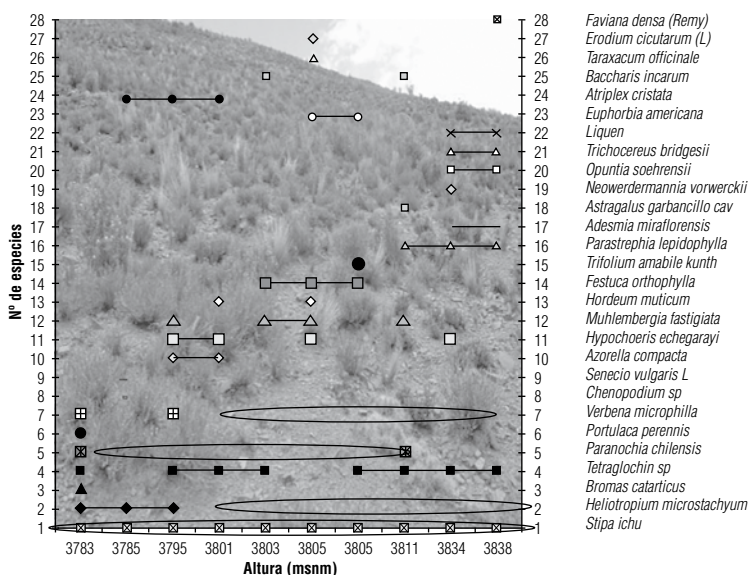 28 28 Faviana densa (Remy)
27 27 Erodium cicutarum (L)
26 26 Taraxacum officinale
25 25 Baccharis incarum
24 24 Atriplex cristata
23 23 Euphorbia americana
22 22 Liquen
21 21 Trichocereus bridgesii
20 20 Opuntia soehrensii
19 19 Neowerdermannia vorwerckii
18 18 Astragalus garbancillo cav
17 17 Adesmia miraflorensis
16 16 Parastrephia lepidophylla
15 15 Trifolium amabile kunth
14 14 Festuca orthophylla
13 13 Hordeum muticum
12 12 Muhlembergia fastigiata
11 11 Hypochoeris echegarayi
10 10 Azorella compacta
9 9 Senecio vulgaris L
8 8 Chenopodium sp
7 7 Verbena microphilla
6 6 Portulaca perennis
5 5 Paranochia chilensis
4 4 Tetraglochin sp
3 3 Bromas catarticus
2 2 Heliotropium microstachyum
1 1 Stipa ichu
Nº de especies
3783 3785 3795 3801 3803 3805 3805 3811 3834 3838
Altura (msnm)